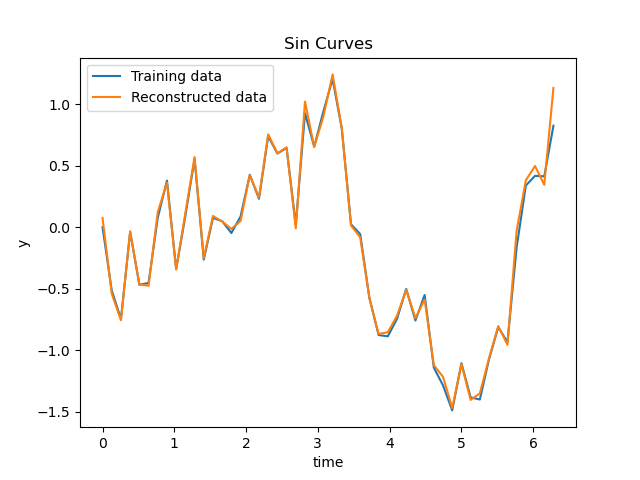 Sin Curves
Training data
Reconstructed data
1.0
0.5
0.0
−0.5
−1.0
−1.5
y
0 1 2 3 4 5 6
time